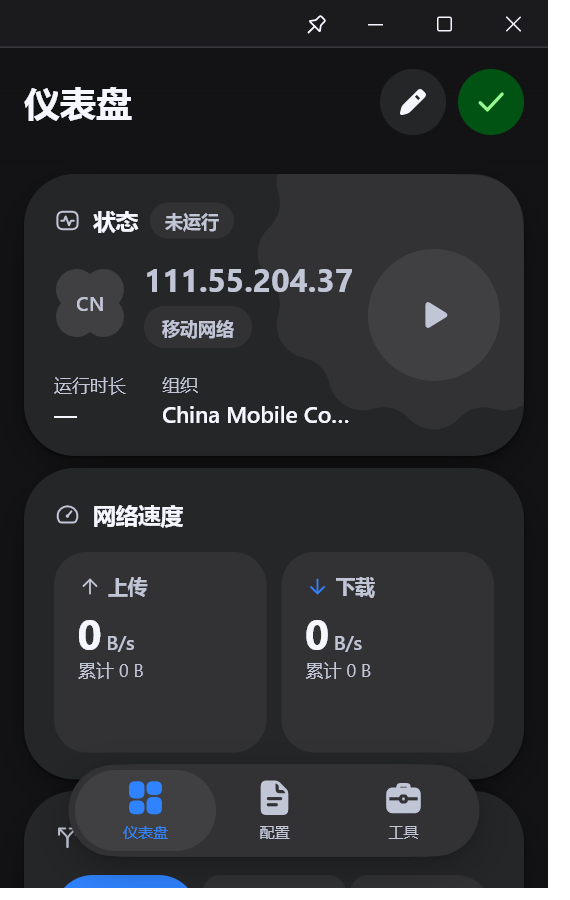 仪表盘
状态 未运行
CN
111.55.204.37
移动网络
运行时长 组织
— China Mobile Co...
网络速度
上传 下载
0 B/s 0 B/s
累计 0 B 累计 0 B
仪表盘 配置 工具